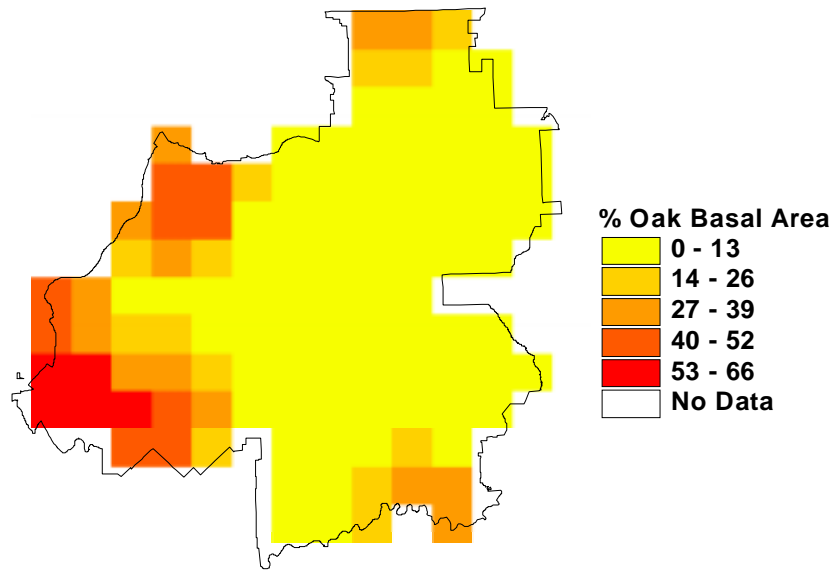 % Oak Basal Area
0 - 13
14 - 26
27 - 39
40 - 52
53 - 66
No Data